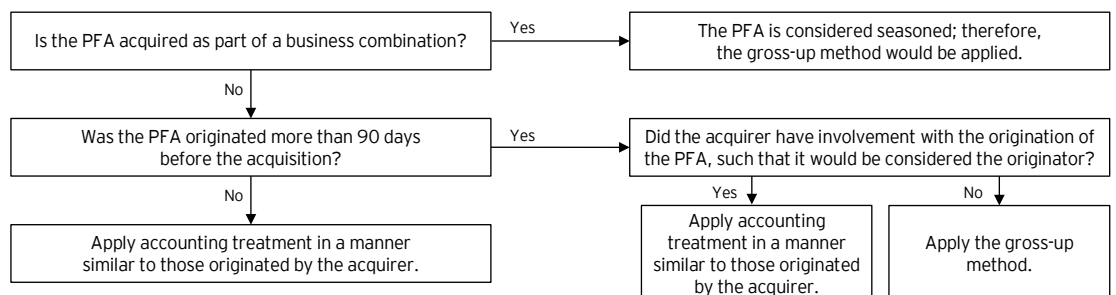 Is the PFA acquired as part of a business combination?
Yes
The PFA is considered seasoned; therefore,
the gross-up method would be applied.
No
Was the PFA originated more than 90 days
before the acquisition?
Yes
Did the acquirer have involvement with the origination of
the PFA, such that it would be considered the originator?
No
Yes
No
Apply accounting treatment in a manner
similar to those originated by the acquirer.
Apply accounting
treatment in a manner
similar to those originated
by the acquirer.
Apply the gross-up
method.